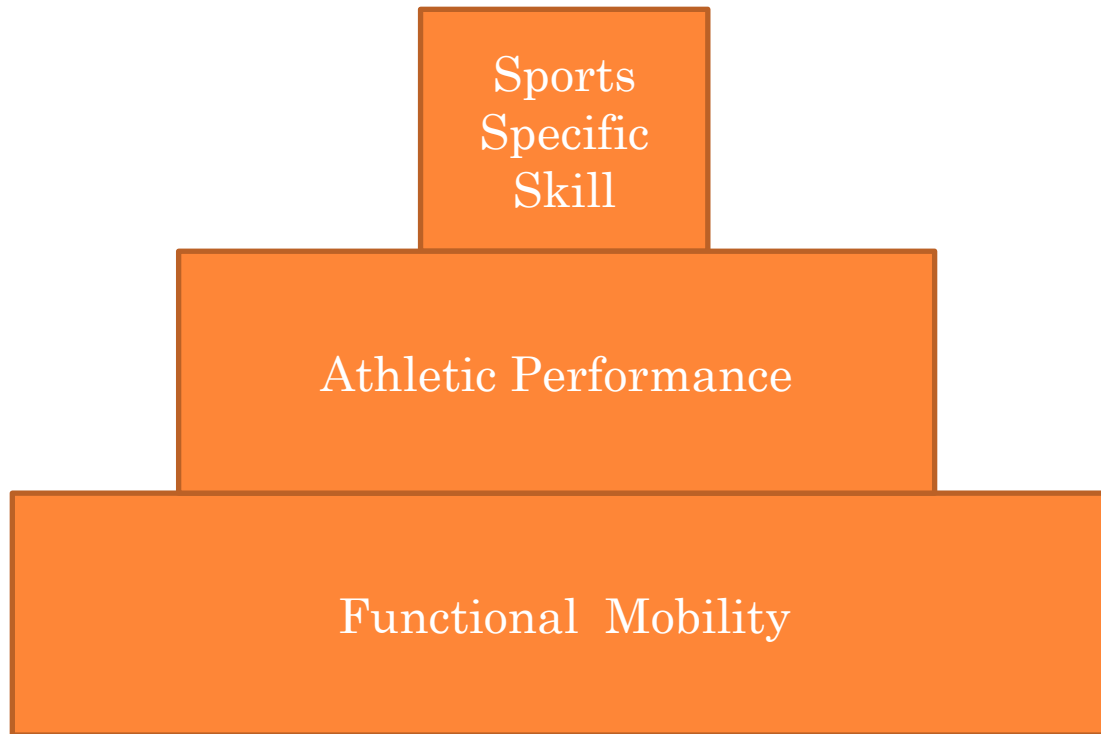 Sports
Specific
Skill
Athletic Performance
Functional  Mobility